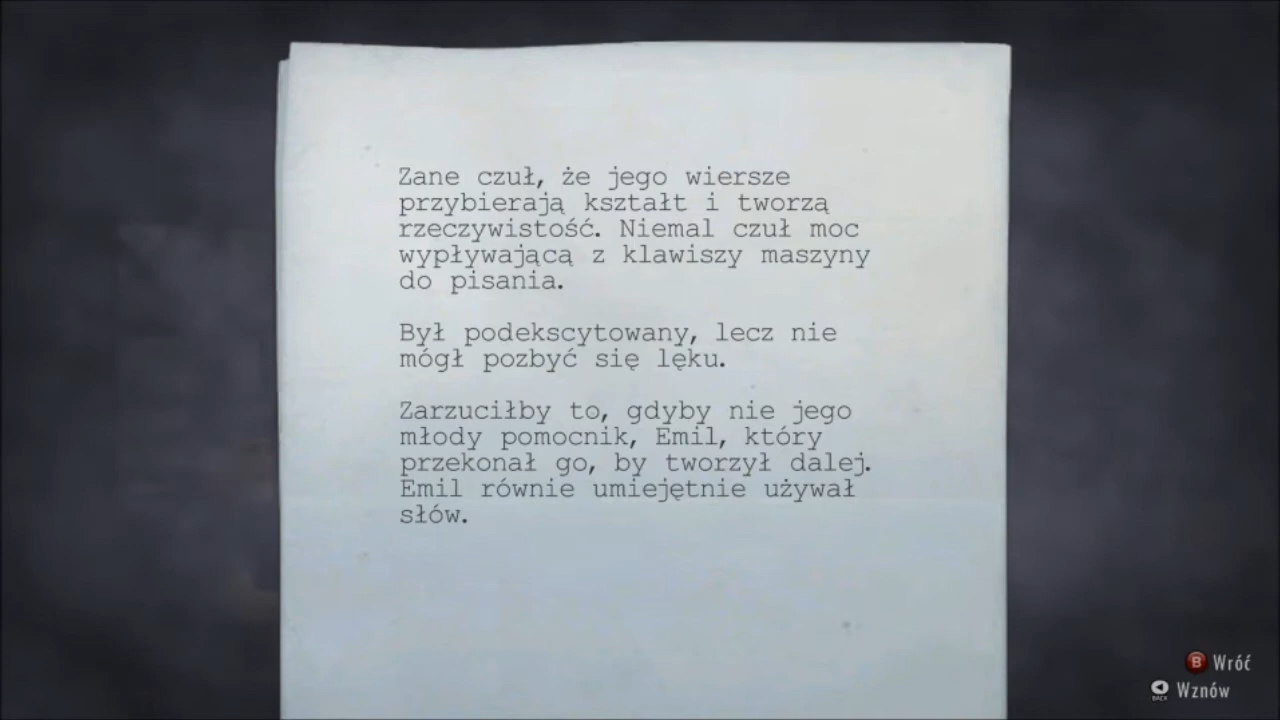 Zane czuł, że jego wiersze
przybierają kształt i tworzą
rzeczywistość. Niemal czuł moc
wypływającą z klawiszy maszyny
do pisania.
Był podekscytowany, lecz nie
mógł pozbyć się lęku.
Zarzuciłby to, gdyby nie jego
młody pomocnik, Emil, który
przekonał go, by tworzył dalej.
Emil równie umiejętnie używał
słów.
B Wróć
BACK Wznów